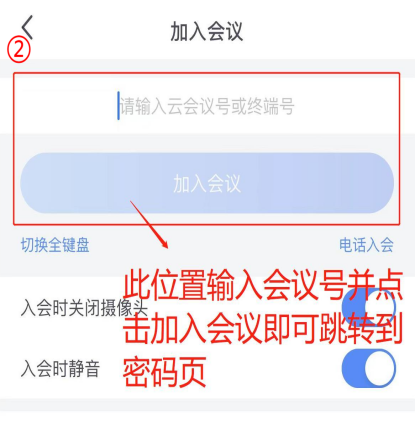 加入会议
②
请输入云会议号或终端号
加入会议
切换全键盘 电话入会
入会时关闭摄像头
此位置输入会议号并点
击加入会议即可跳转到
密码页
入会时静音